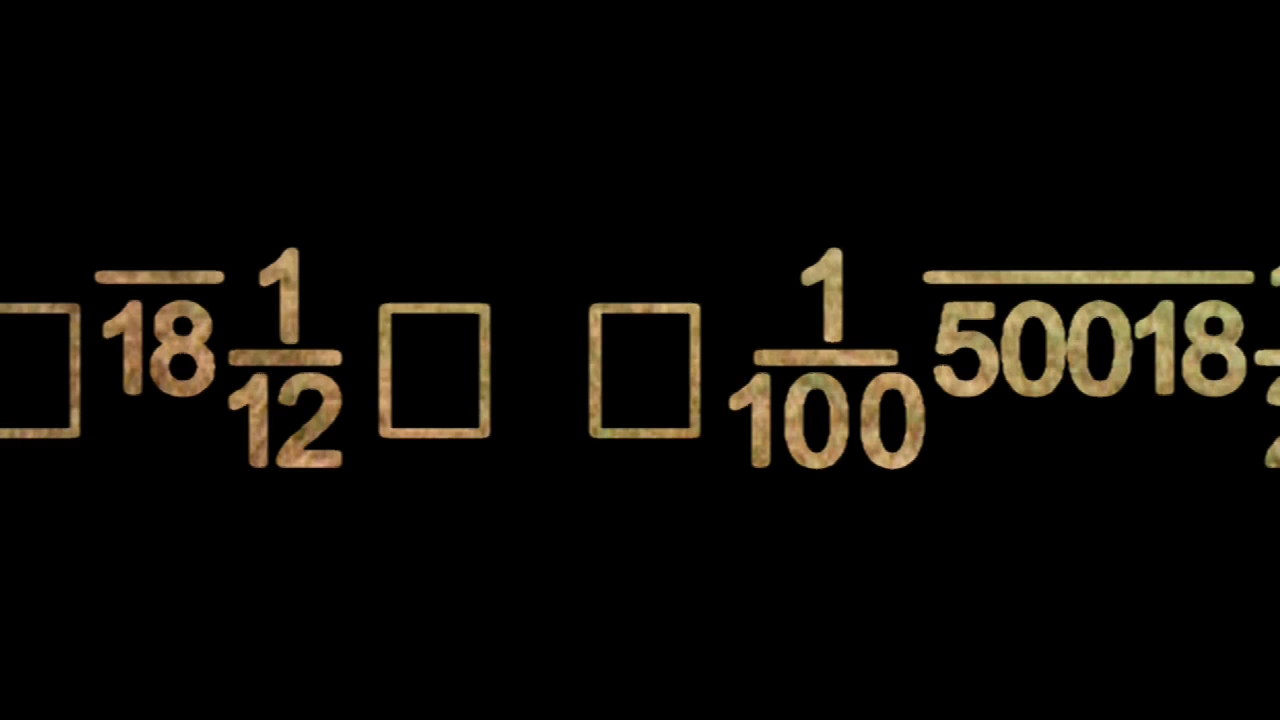 □ 18̅ 1/12 □ □ 1/100 50018̅